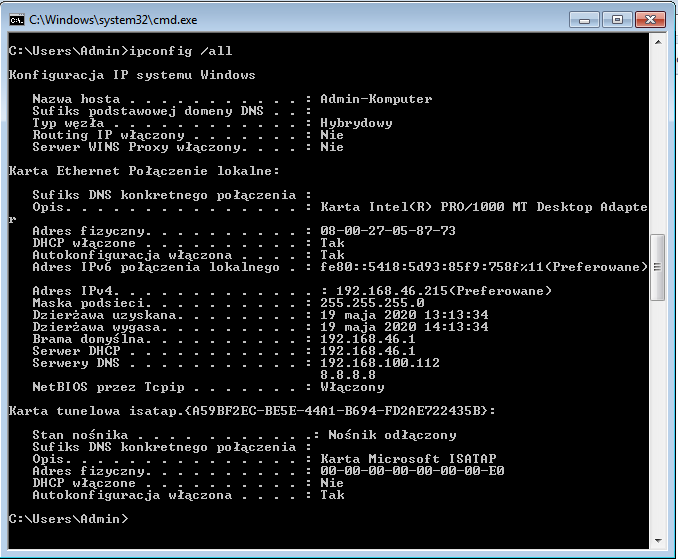 C:\Windows\system32\cmd.exe
C:\Users\Admin>ipconfig /all
Konfiguracja IP systemu Windows
   Nazwa hosta . . . . . . . . . . . : Admin-Komputer
   Sufiks podstawowej domeny DNS . . :
   Typ węzła . . . . . . . . . . . . : Hybrydowy
   Routing IP włączony . . . . . . . : Nie
   Serwer WINS Proxy włączony. . . . : Nie
Karta Ethernet Połączenie lokalne:
   Sufiks DNS konkretnego połączenia :
   Opis. . . . . . . . . . . . . . . : Karta Intel(R) PRO/1000 MT Desktop Adapte
r
   Adres fizyczny. . . . . . . . . . : 08-00-27-05-87-73
   DHCP włączone . . . . . . . . . . : Tak
   Autokonfiguracja włączona . . . . : Tak
   Adres IPv6 połączenia lokalnego . : fe80::5418:5d93:85f9:758f%11(Preferowane)
   Adres IPv4. . . . . . . . . . . . . : 192.168.46.215(Preferowane)
   Maska podsieci. . . . . . . . . . : 255.255.255.0
   Dzierżawa uzyskana. . . . . . . . : 19 maja 2020 13:13:34
   Dzierżawa wygasa. . . . . . . . . : 19 maja 2020 14:13:34
   Brama domyślna. . . . . . . . . . : 192.168.46.1
   Serwer DHCP . . . . . . . . . . . : 192.168.46.1
   Serwery DNS . . . . . . . . . . . : 192.168.100.112
                                       8.8.8.8
   NetBIOS przez Tcpip . . . . . . . : Włączony
Karta tunelowa isatap.{A59BF2EC-BE5E-44A1-B694-FD2AE722435B}:
   Stan nośnika . . . . . . . . . . . .: Nośnik odłączony
   Sufiks DNS konkretnego połączenia :
   Opis. . . . . . . . . . . . . . . : Karta Microsoft ISATAP
   Adres fizyczny. . . . . . . . . . : 00-00-00-00-00-00-00-E0
   DHCP włączone . . . . . . . . . . : Nie
   Autokonfiguracja włączona . . . . : Tak
C:\Users\Admin>